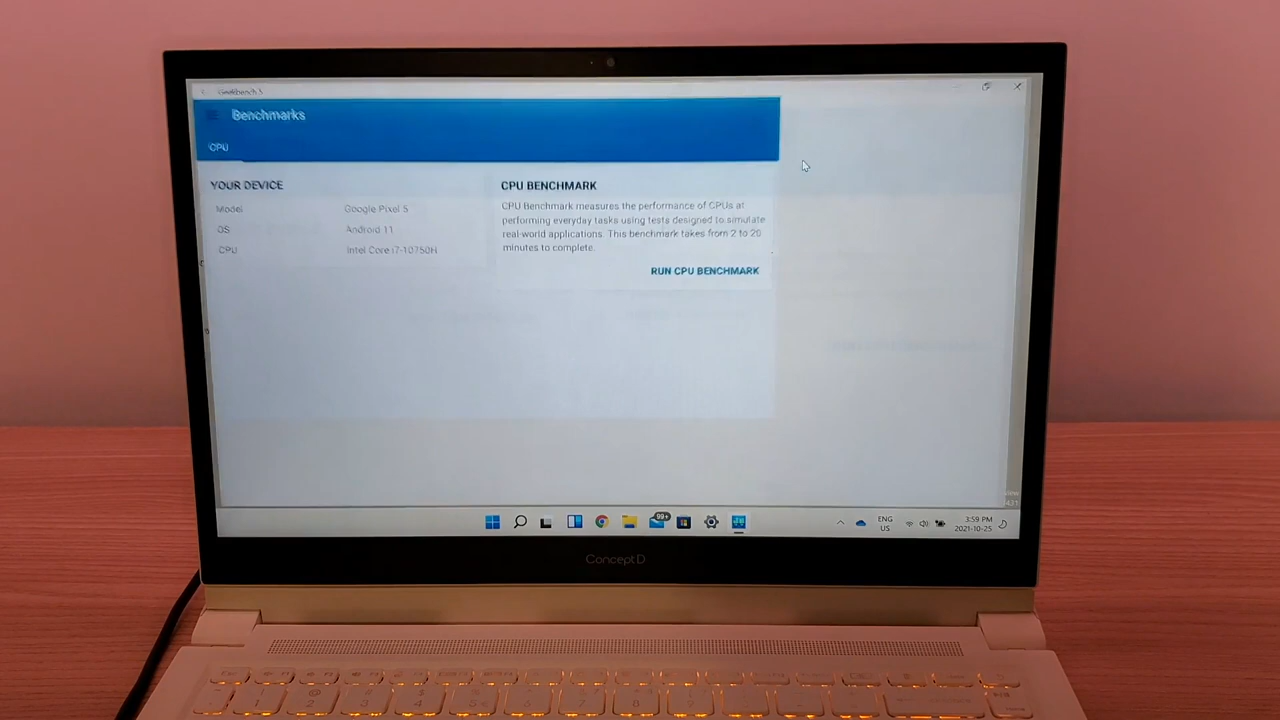 Geekbench 5
Benchmarks
CPU
YOUR DEVICE
Model Google Pixel 5
OS Android 11
CPU Intel Core i7-10750H
CPU BENCHMARK
CPU Benchmark measures the performance of CPUs at
performing everyday tasks using tests designed to simulate
real-world applications. This benchmark takes from 2 to 20
minutes to complete.
RUN CPU BENCHMARK
99+
ENG
US
3:59 PM
2021-10-25
ConceptD